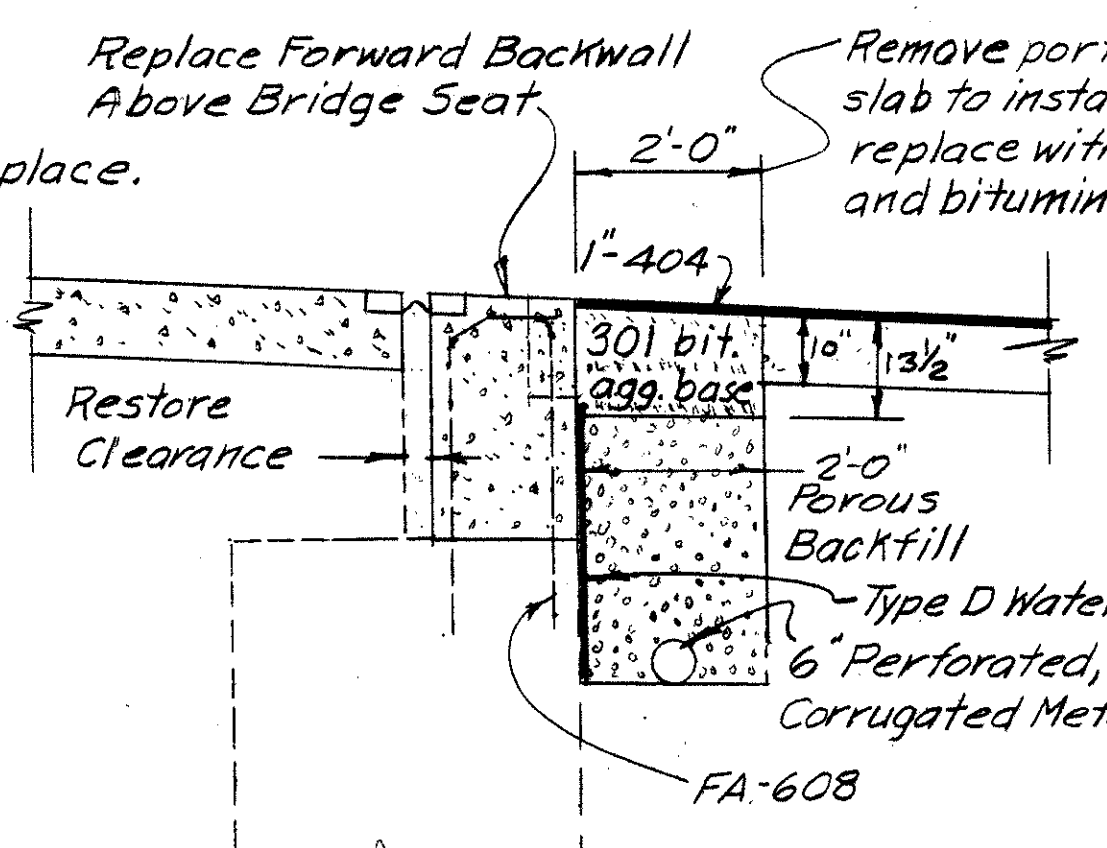 Replace Forward Backwall
Above Bridge Seat
place.
Remove port
slab to insta
replace with
and bitumin
2'-0"
1"-404
301 bit.
agg. base
10"
13½"
Restore
Clearance
2'-0"
Porous
Backfill
Type D Water
6" Perforated,
Corrugated Met
FA-608